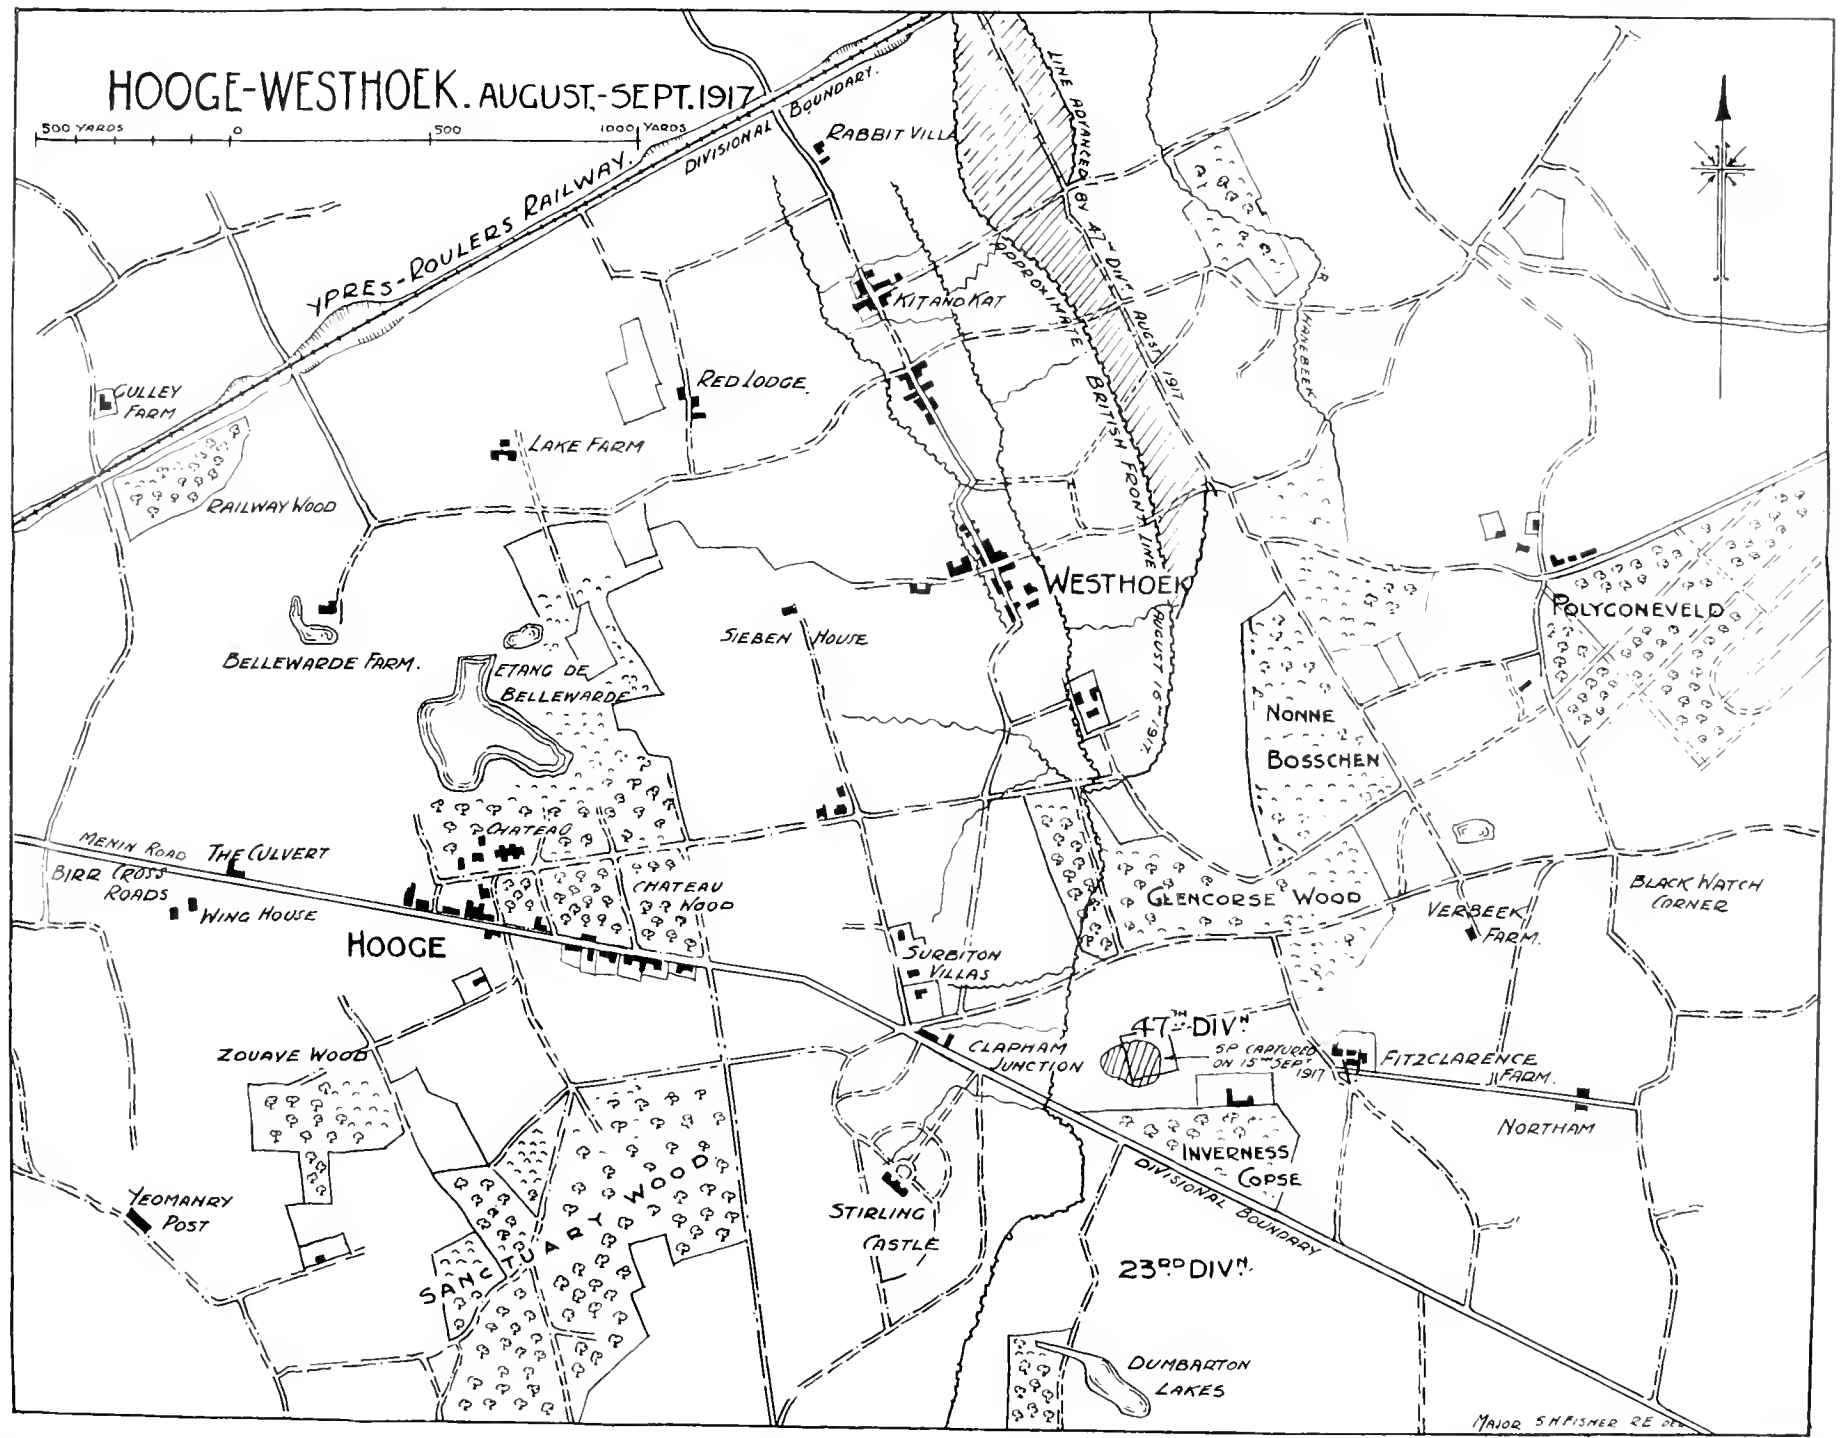 HOOGE-WESTHOEK. AUGUST,-SEPT. 1917
500 YARDS 0 500 1000 YARDS
YPRES-ROULERS RAILWAY.
DIVISIONAL BOUNDARY.
RABBIT VILLA
LINE ADVANCED BY 47TH DIVN AUGST 1917
APPROXIMATE BRITISH FRONT LINE AUGUST 18TH 1917
KIT AND KAT
HANEBEEK
R
GULLEY
FARM
RED LODGE.
LAKE FARM
RAILWAY WOOD
WESTHOEK
POLYGONEVELD
SIEBEN HOUSE
BELLEWARDE FARM.
ETANG DE
BELLEWARDE
NONNE
BOSSCHEN
CHATEAU
MENIN ROAD
THE CULVERT
BIRR CROSS
ROADS
WING HOUSE
CHATEAU
WOOD
GLENCORSE WOOD
BLACK WATCH
CORNER
VERBEEK
FARM.
HOOGE
SURBITON
VILLAS
47TH DIVN
SP CAPTURED
ON 15TH SEPT
1917
ZOUAVE WOOD
CLAPHAM
JUNCTION
FITZCLARENCE
FARM.
NORTHAM
INVERNESS
COPSE
DIVISIONAL BOUNDARY
YEOMANRY
POST
STIRLING
CASTLE
SANCTUARY WOOD
23RD DIVN.
DUMBARTON
LAKES
MAJOR S H FISHER R E DEL